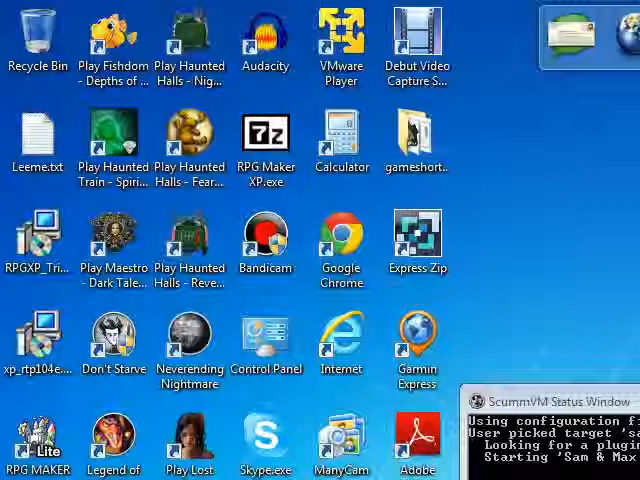 Recycle Bin
Play Fishdom
- Depths of ...
Play Haunted
Halls - Nig...
Audacity
VMware
Player
Debut Video
Capture S...
Leeme.txt
Play Haunted
Train - Spiri...
Play Haunted
Halls - Fear...
7z
RPG Maker
XP.exe
Calculator
gameshort...
RPGXP_Tri...
Play Maestro
- Dark Tale...
Play Haunted
Halls - Reve...
Bandicam
Google
Chrome
Express Zip
xp_rtp104e...
Don't Starve
Neverending
Nightmare
Control Panel
Internet
Garmin
Express
Lite
RPG MAKER
Legend of
Play Lost
Skype.exe
ManyCam
Adobe
ScummVM Status Window
Using configuration fi
User picked target 'sa
Looking for a plugin
Starting 'Sam & Max